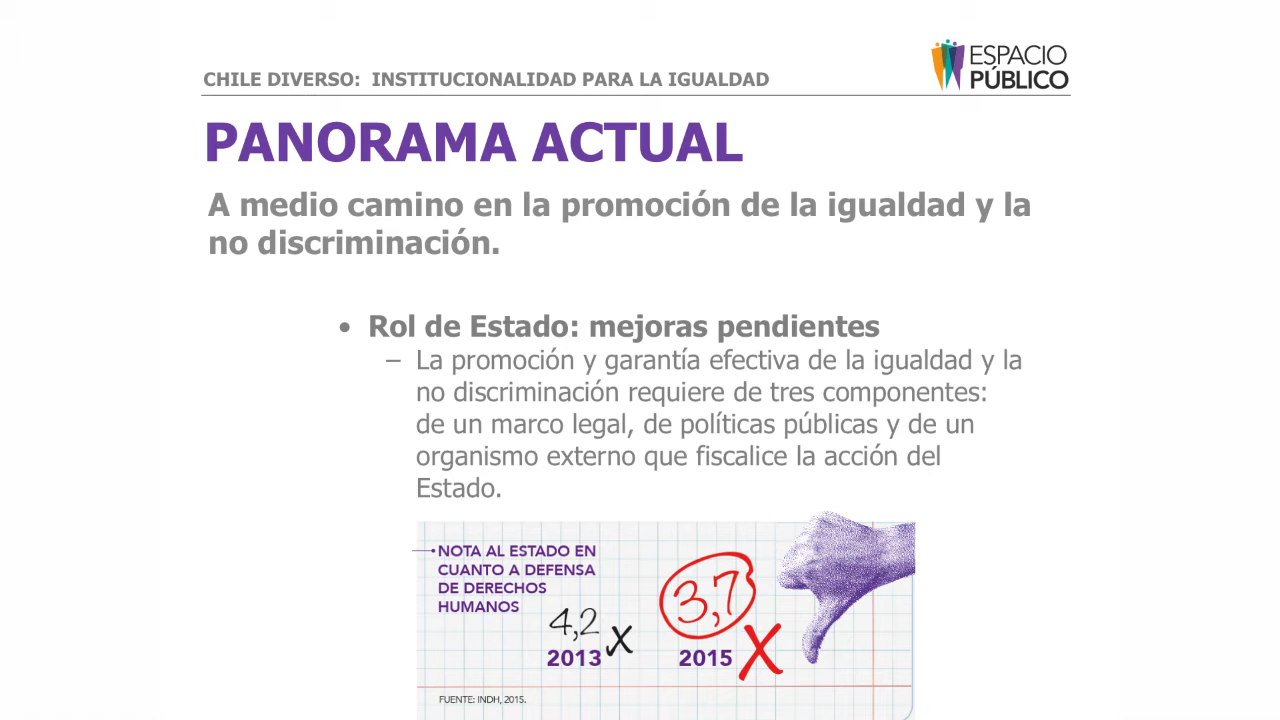 CHILE DIVERSO: INSTITUCIONALIDAD PARA LA IGUALDAD
ESPACIO
PÚBLICO
PANORAMA ACTUAL
A medio camino en la promoción de la igualdad y la
no discriminación.
• Rol de Estado: mejoras pendientes
– La promoción y garantía efectiva de la igualdad y la
no discriminación requiere de tres componentes:
de un marco legal, de políticas públicas y de un
organismo externo que fiscalice la acción del
Estado.
• NOTA AL ESTADO EN
CUANTO A DEFENSA
DE DERECHOS
HUMANOS
4,2 X
2013
3,7 X
2015
FUENTE: INDH, 2015.